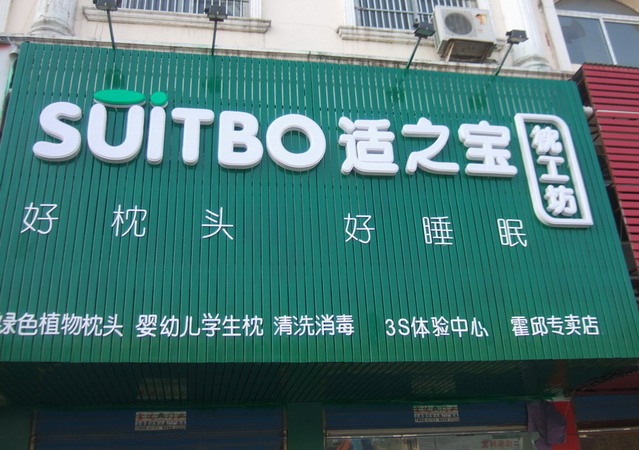 SUiTBO 适之宝 枕工坊
好枕头 好睡眠
绿色植物枕头 婴幼儿学生枕 清洗消毒 3S体验中心 霍邱专卖店